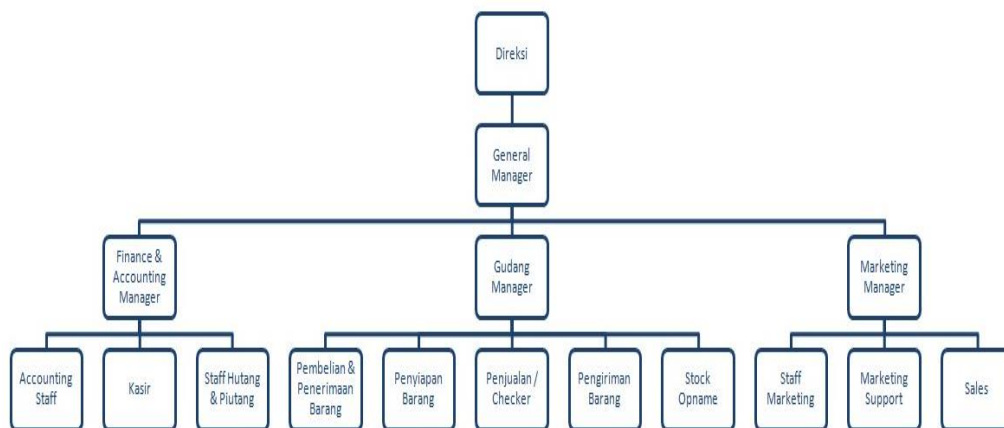 Direksi
General
Manager
Finance &
Accounting
Manager
Gudang
Manager
Marketing
Manager
Accounting
Staff
Kasir
Staff Hutang
& Piutang
Pembelian &
Penerimaan
Barang
Penyiapan
Barang
Penjualan /
Checker
Pengiriman
Barang
Stock
Opname
Staff
Marketing
Marketing
Support
Sales